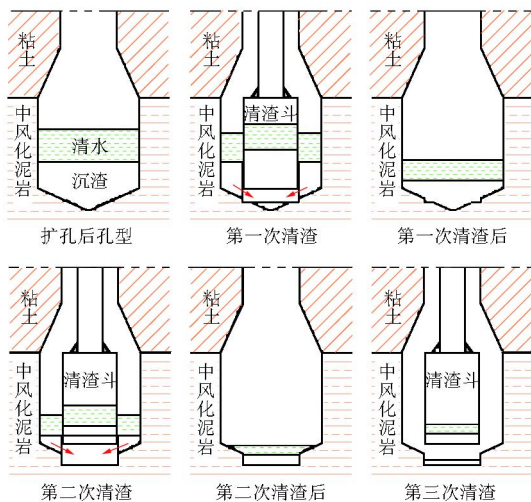 粘土
中风化泥岩
清水
沉渣
扩孔后孔型
粘土
中风化泥岩
清渣斗
第一次清渣
粘土
中风化泥岩
第一次清渣后
粘土
中风化泥岩
清渣斗
第二次清渣
粘土
中风化泥岩
第二次清渣后
粘土
中风化泥岩
清渣斗
第三次清渣